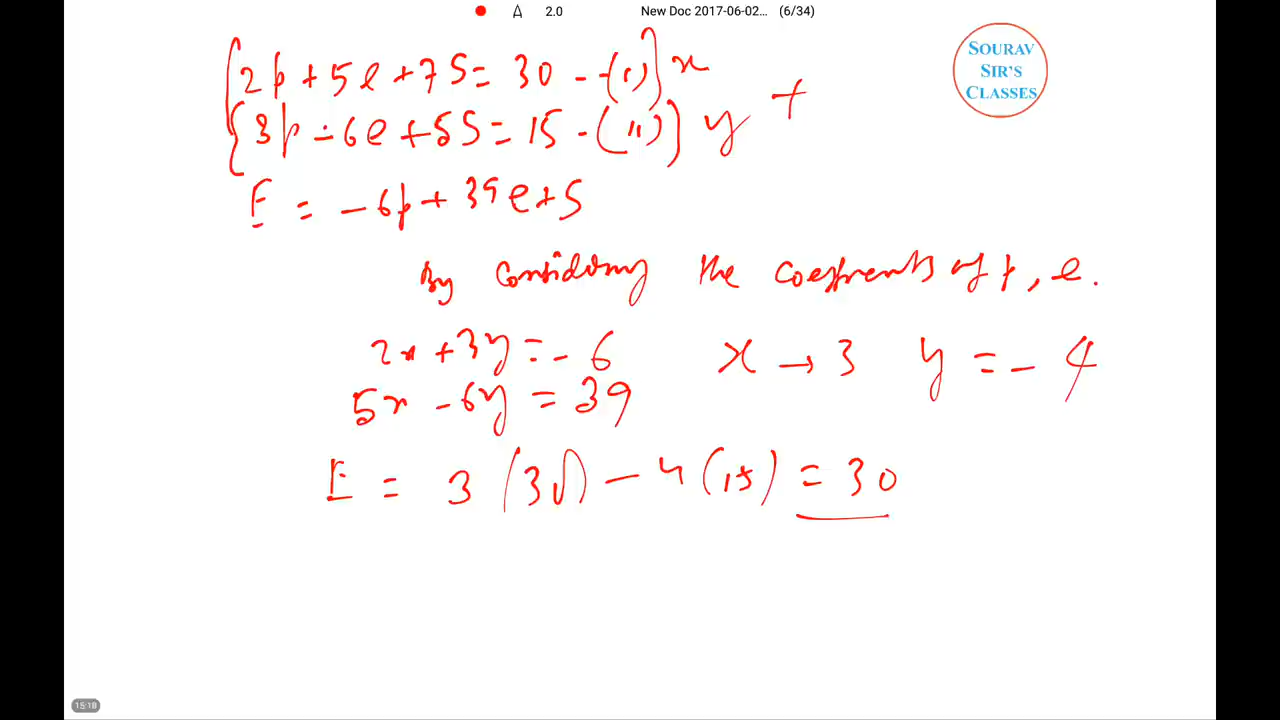 A 2.0 New Doc 2017-06-02... (6/34)
SOURAV
SIR'S
CLASSES
{2p + 5e + 7s = 30 - (i)} x
{3p - 6e + 5s = 15 - (ii)} y +
E = -6p + 39e + s
By considering the coefficients of p, e.
2x + 3y = -6 x → 3 y = -4
5x - 6y = 39
E = 3 (30) - 4 (15) = 30
15:18